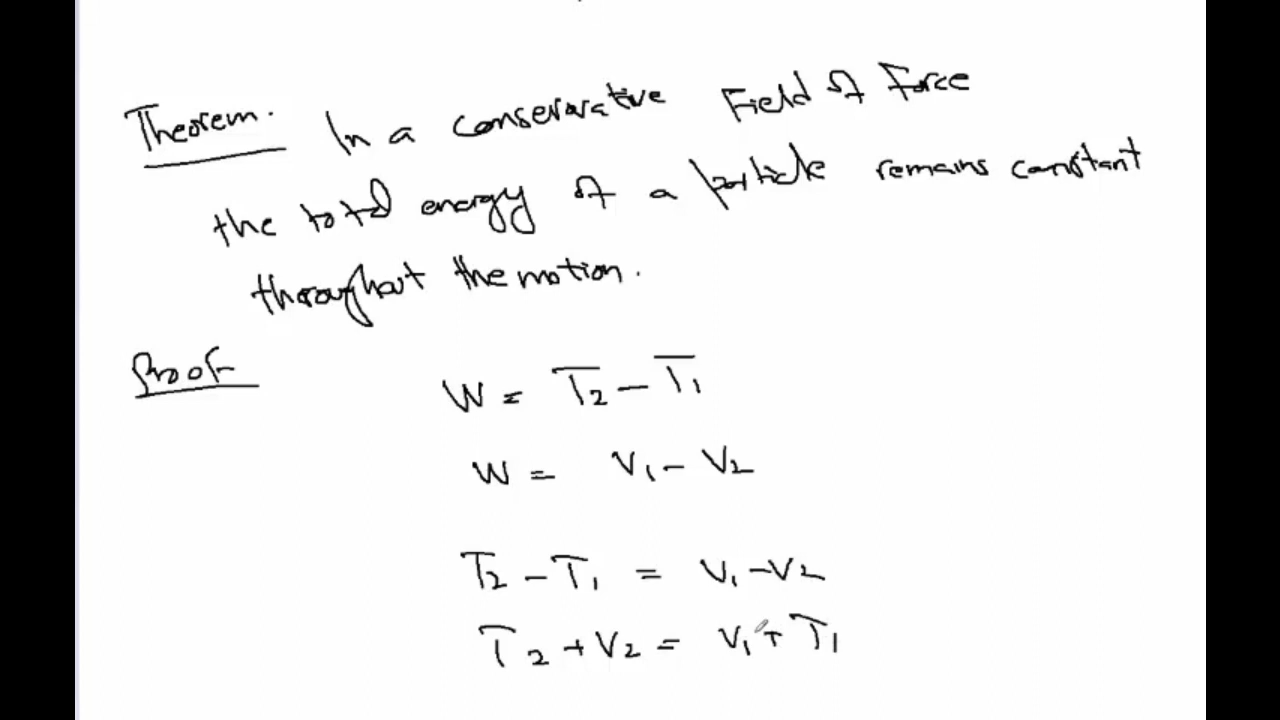 Theorem. In a conservative Field of Force
the total energy of a particle remains constant
throughout the motion.
Proof
W = T₂ - T₁
W = V₁ - V₂
T₂ - T₁ = V₁ - V₂
T₂ + V₂ = V₁ + T₁